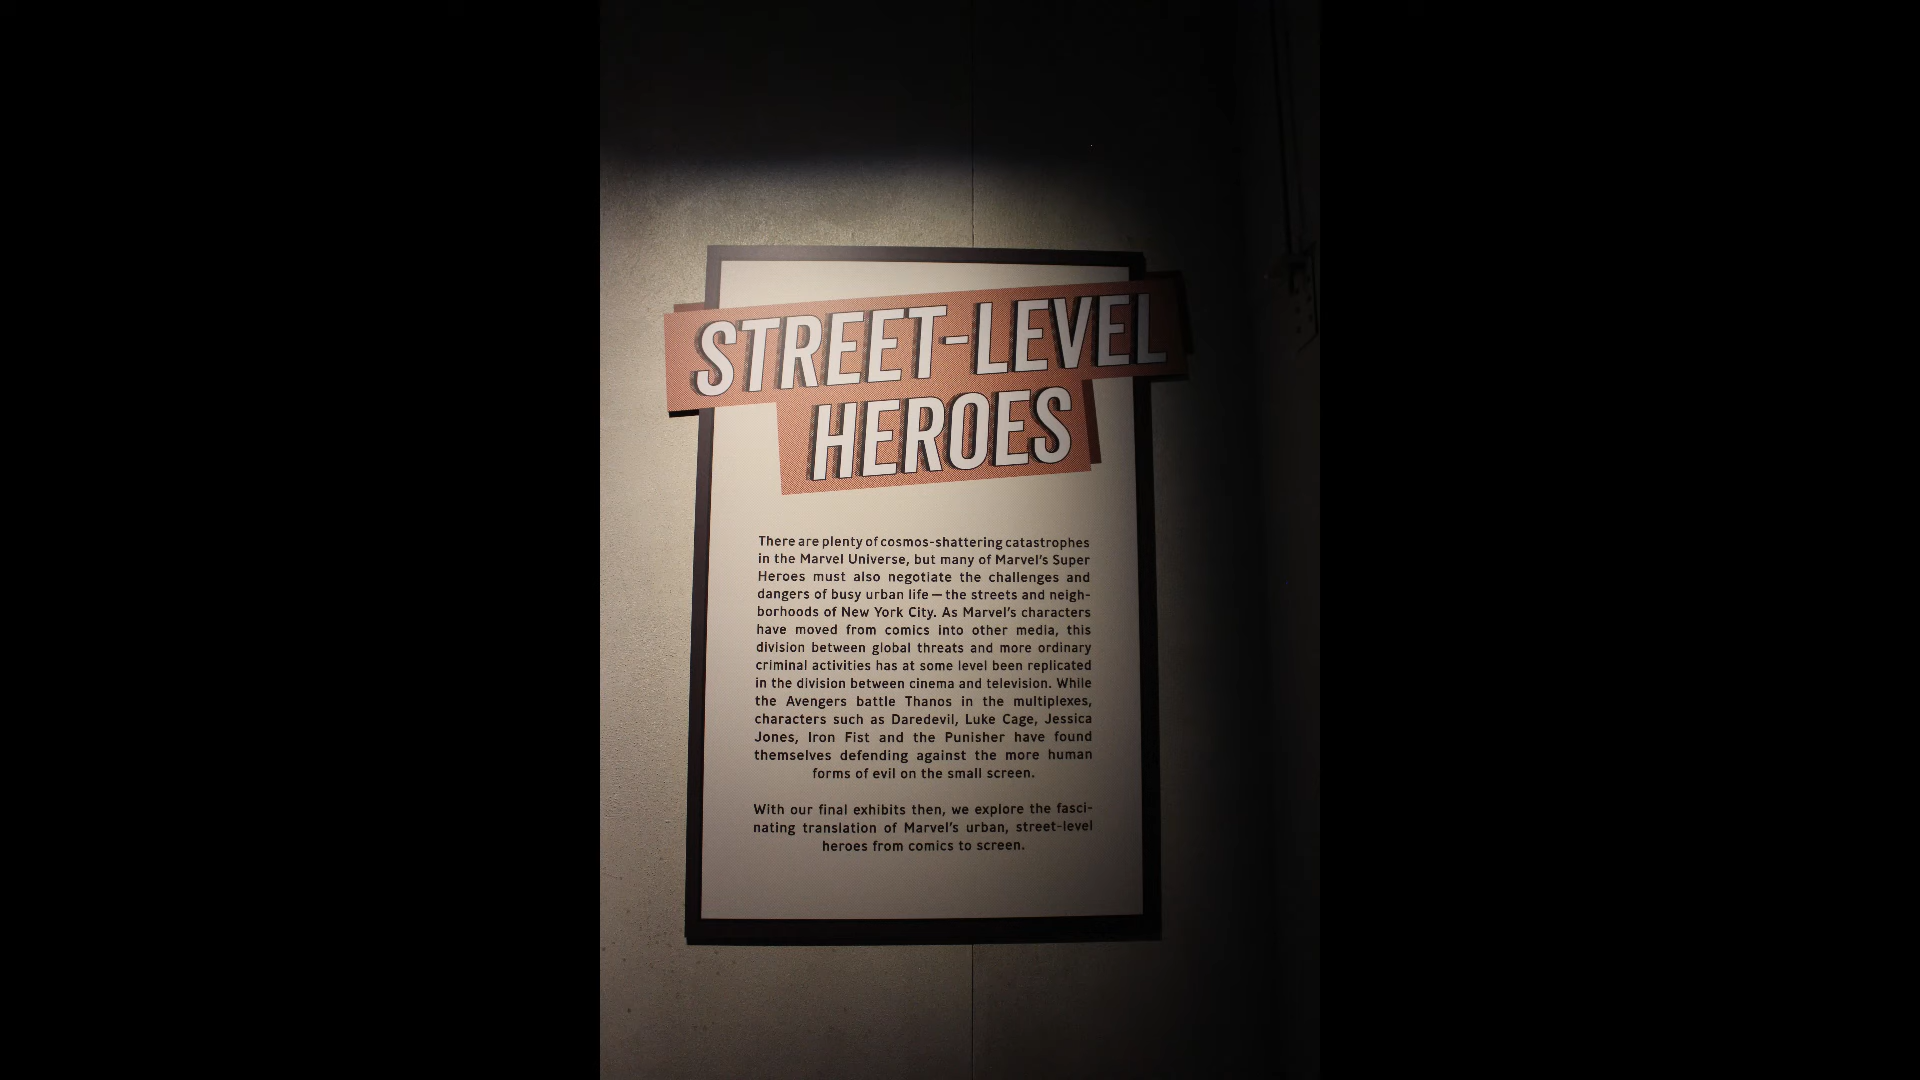 STREET-LEVEL
HEROES
There are plenty of cosmos-shattering catastrophes
in the Marvel Universe, but many of Marvel's Super
Heroes must also negotiate the challenges and
dangers of busy urban life — the streets and neigh-
borhoods of New York City. As Marvel's characters
have moved from comics into other media, this
division between global threats and more ordinary
criminal activities has at some level been replicated
in the division between cinema and television. While
the Avengers battle Thanos in the multiplexes,
characters such as Daredevil, Luke Cage, Jessica
Jones, Iron Fist and the Punisher have found
themselves defending against the more human
forms of evil on the small screen.
With our final exhibits then, we explore the fasci-
nating translation of Marvel's urban, street-level
heroes from comics to screen.